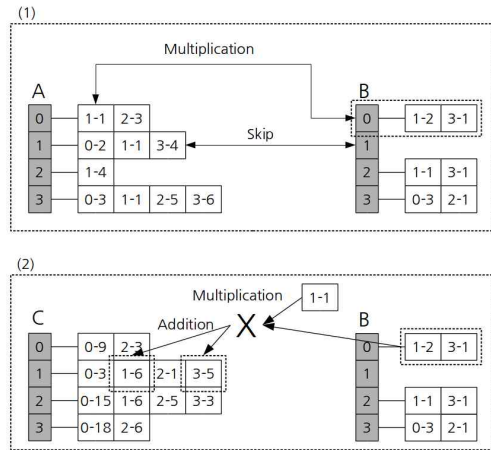 (1)
Multiplication
A
B
0 1-1 2-3
0 1-2 3-1
1 0-2 1-1 3-4
Skip
1
2 1-4
2 1-1 3-1
3 0-3 1-1 2-5 3-6
3 0-3 2-1
(2)
Multiplication
1-1
C
Addition
X
B
0 0-9 2-3
0 1-2 3-1
1 0-3 1-6 2-1 3-5
1
2 0-15 1-6 2-5 3-3
2 1-1 3-1
3 0-18 2-6
3 0-3 2-1